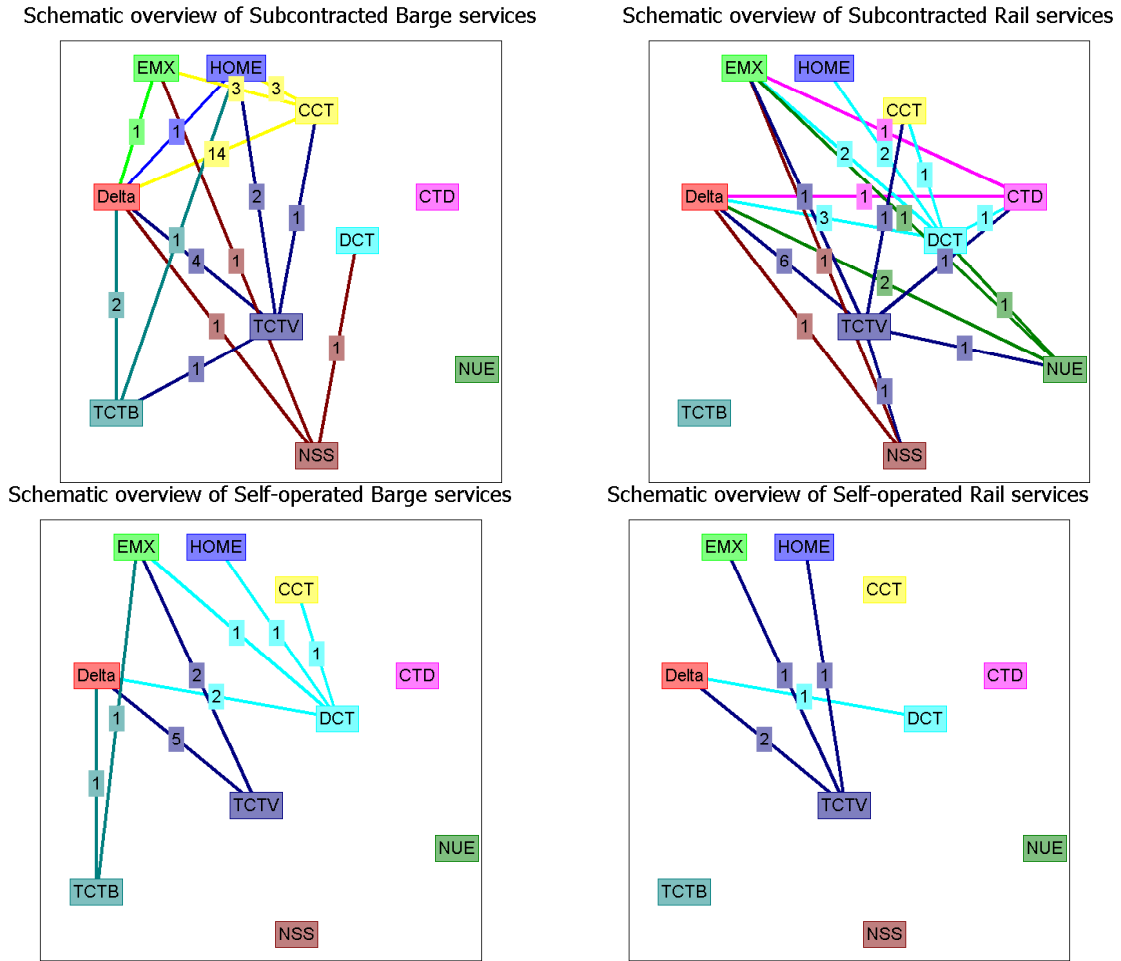 Schematic overview of Subcontracted Barge services
EMX HOME
3 3
CCT
1 1
14
Delta CTD
2 1
1 DCT
4 1
2
1 TCTV 1
1 NUE
TCTB
NSS
Schematic overview of Subcontracted Rail services
EMX HOME
CCT
1
2 2
1
Delta 1 1 CTD
3 1 1 1
DCT
6 1 1
2
1
1 TCTV
1 NUE
1
TCTB
NSS
Schematic overview of Self-operated Barge services
EMX HOME
CCT
1 1
1
Delta 2 CTD
2
1 DCT
5
1 TCTV
NUE
TCTB
NSS
Schematic overview of Self-operated Rail services
EMX HOME
CCT
Delta 1 1 CTD
1
DCT
2
TCTV
NUE
TCTB
NSS